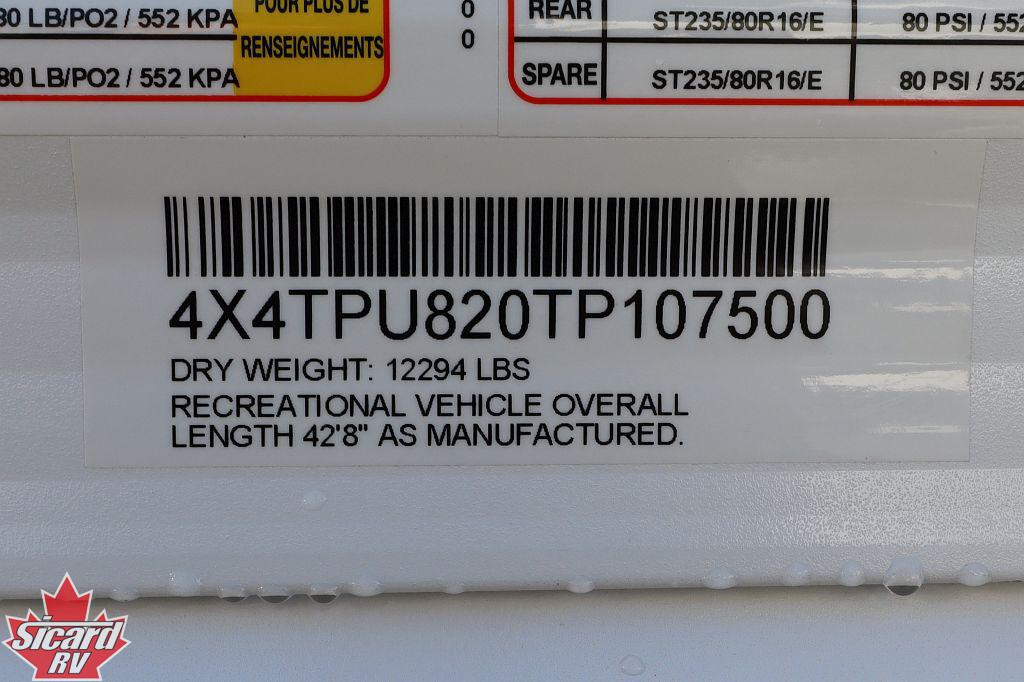 80 LB/PO2 / 552 KPA
POUR PLUS DE
RENSEIGNEMENTS
80 LB/PO2 / 552 KPA
0
0
REAR ST235/80R16/E 80 PSI / 552
SPARE ST235/80R16/E 80 PSI / 552
4X4TPU820TP107500
DRY WEIGHT: 12294 LBS
RECREATIONAL VEHICLE OVERALL
LENGTH 42'8" AS MANUFACTURED.
Sicard
RV